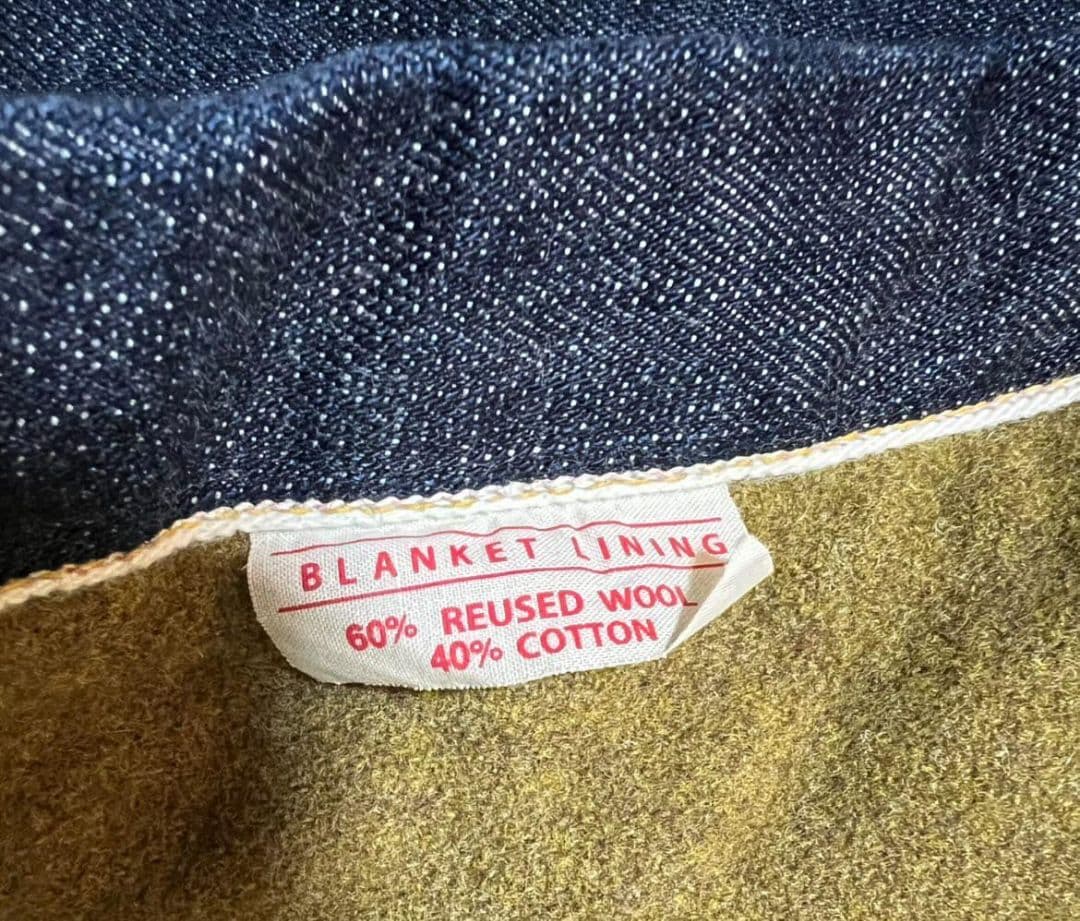 BLANKET LINING
60% REUSED WOOL
40% COTTON